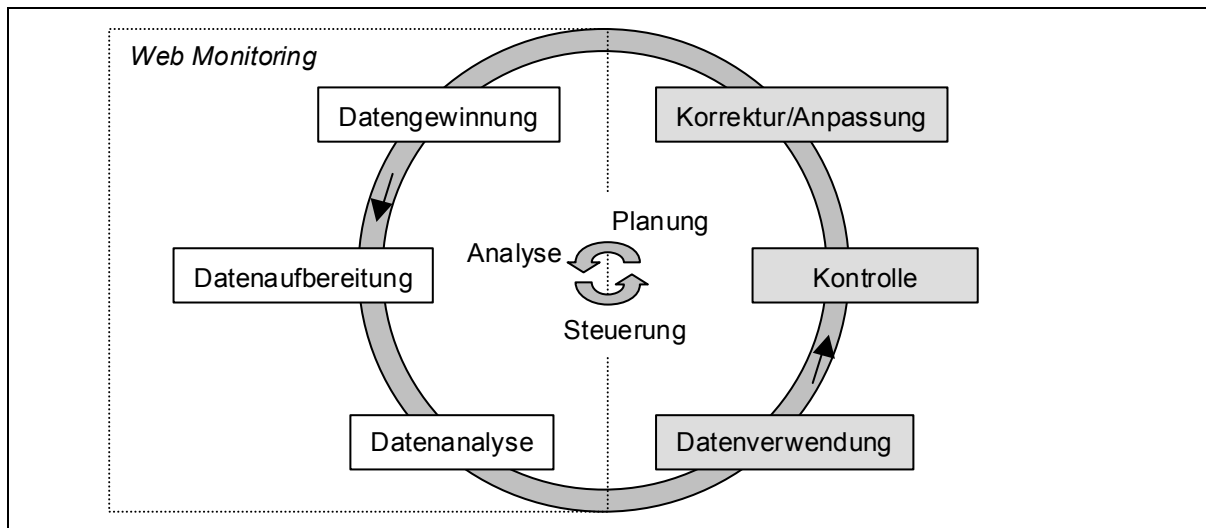 Web Monitoring
Datengewinnung
Korrektur/Anpassung
Planung
Analyse
Datenaufbereitung
Kontrolle
Steuerung
Datenanalyse
Datenverwendung